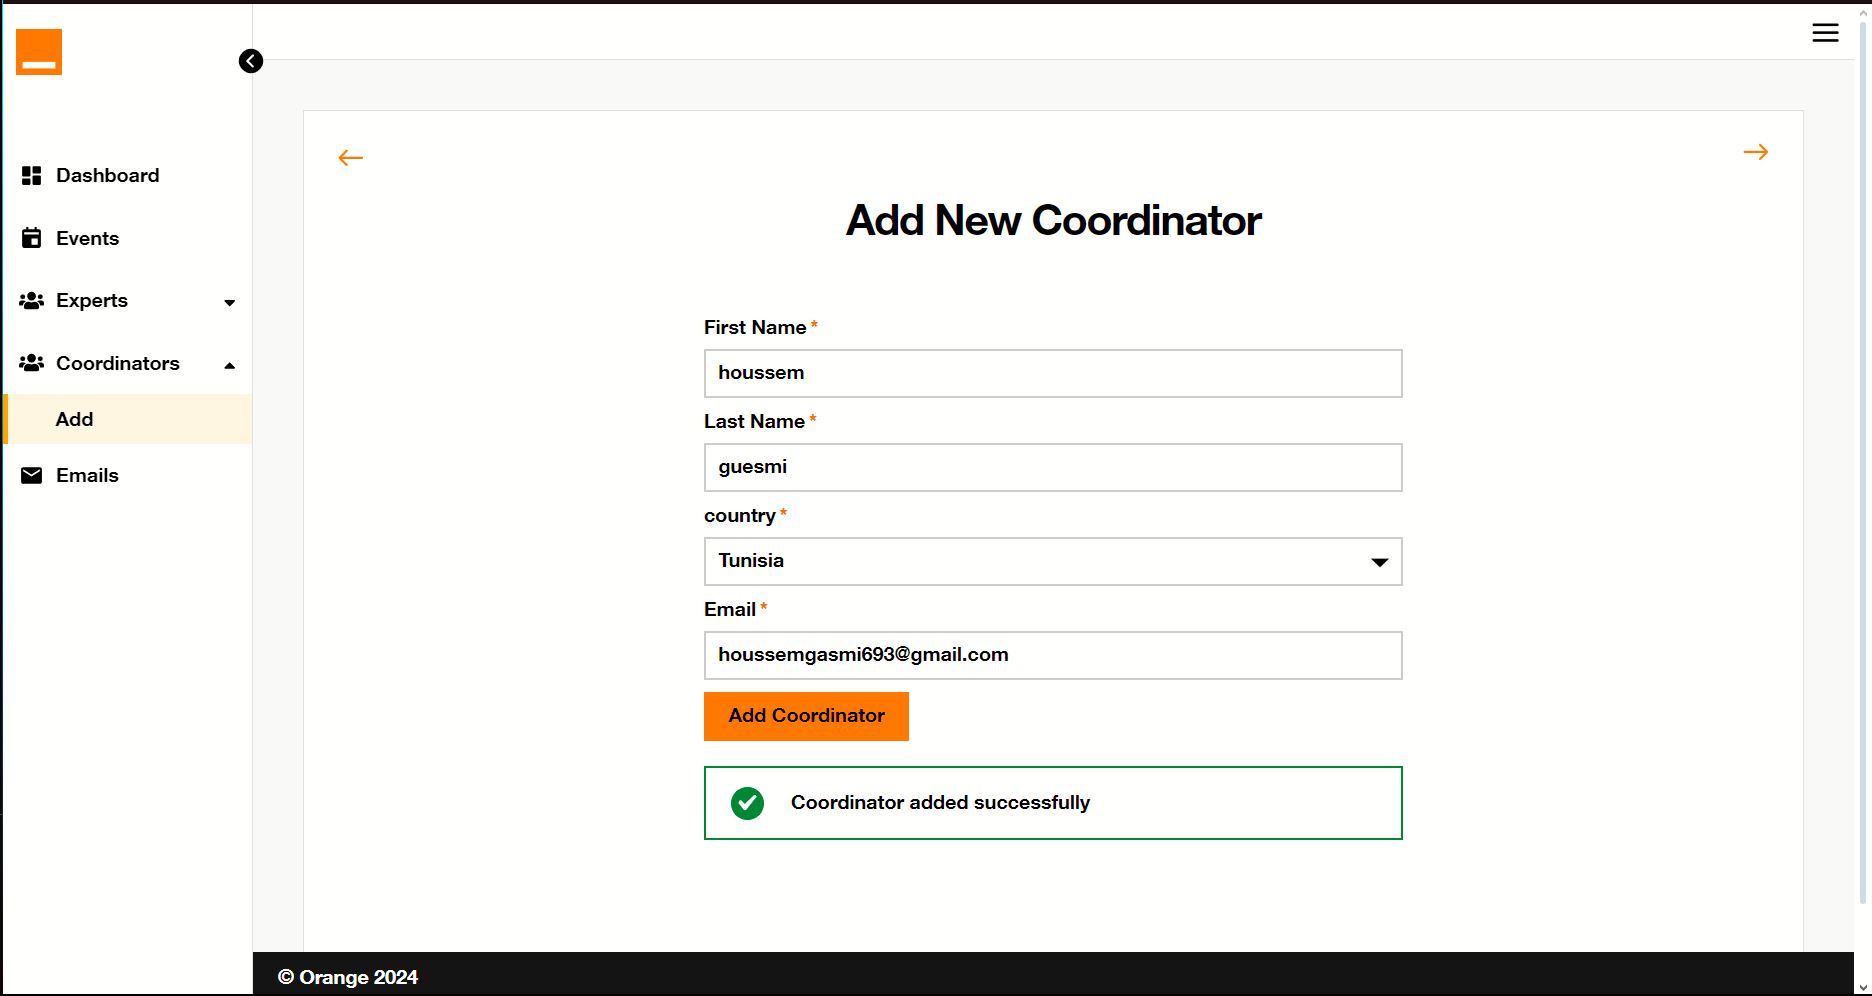 Dashboard
Events
Experts
Coordinators
Add
Emails
Add New Coordinator
First Name *
houssem
Last Name *
guesmi
country *
Tunisia
Email *
houssemgasmi693@gmail.com
Add Coordinator
Coordinator added successfully
© Orange 2024